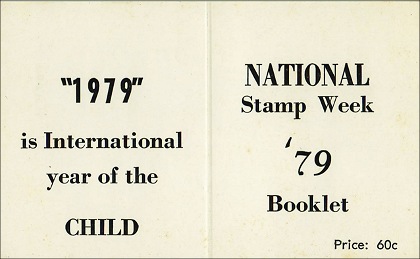 "1979"
is International
year of the
CHILD
NATIONAL
Stamp Week
'79
Booklet
Price: 60c